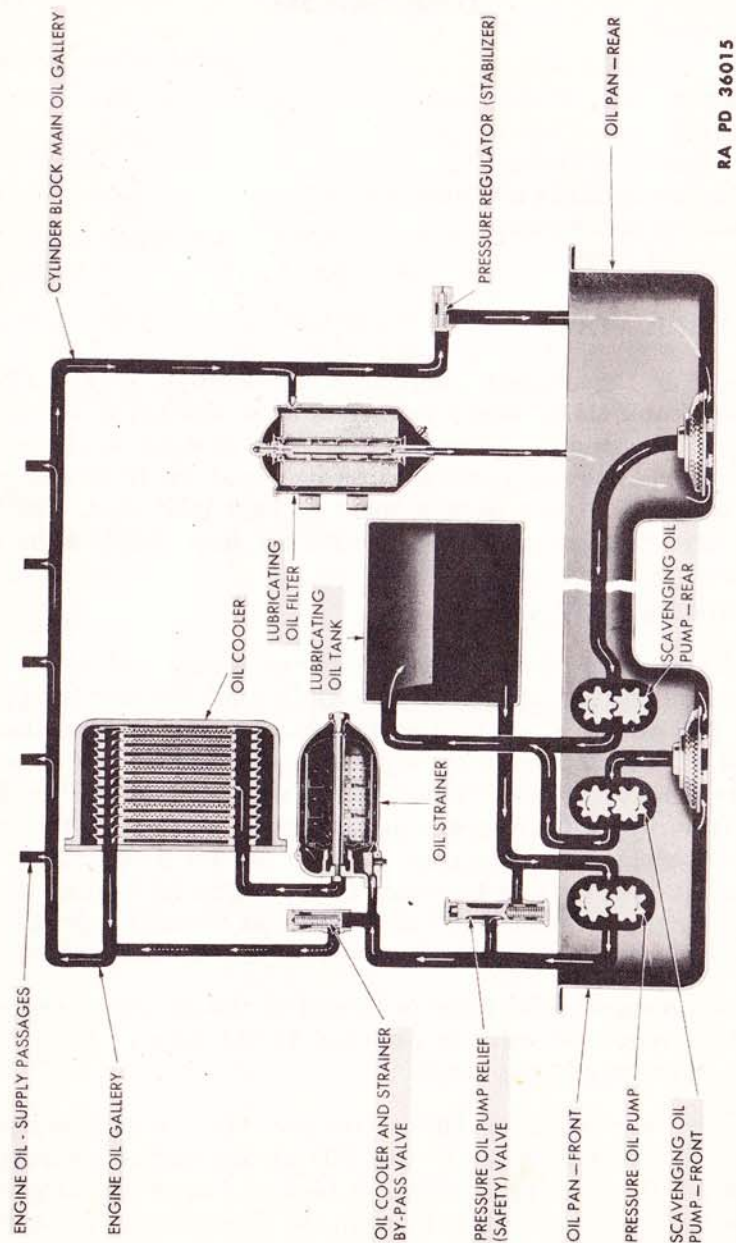 ENGINE OIL - SUPPLY PASSAGES
ENGINE OIL GALLERY
OIL COOLER AND STRAINER
BY-PASS VALVE
PRESSURE OIL PUMP RELIEF
(SAFETY) VALVE
OIL PAN—FRONT
PRESSURE OIL PUMP
SCAVENGING OIL
PUMP—FRONT
OIL COOLER
OIL STRAINER
LUBRICATING
OIL FILTER
LUBRICATING
OIL TANK
SCAVENGING OIL
PUMP—REAR
CYLINDER BLOCK MAIN OIL GALLERY
PRESSURE REGULATOR (STABILIZER)
OIL PAN—REAR
RA PD 36015